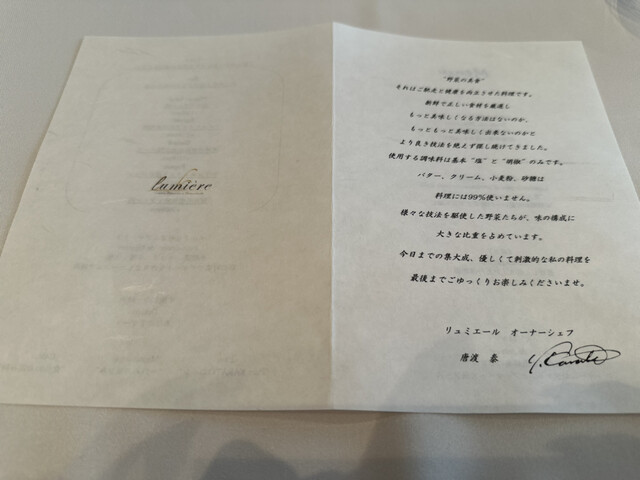 lumière
"野菜の美食"
それはご馳走と健康を両立させた料理です。
新鮮で正しい食材を厳選し
もっと美味しくなる方法はないのか、
もっともっと美味しく出来ないのかと
より良き技法を絶えず探し続けてきました。
使用する調味料は基本 "塩" と "胡椒" のみです。
バター、クリーム、小麦粉、砂糖は
料理には99%使いません。
様々な技法を駆使した野菜たちが、味の構成に
大きな比重を占めています。
今日までの集大成、優しくて刺激的な私の料理を
最後までごゆっくりお楽しみくださいませ。
リュミエール オーナーシェフ
唐渡 泰